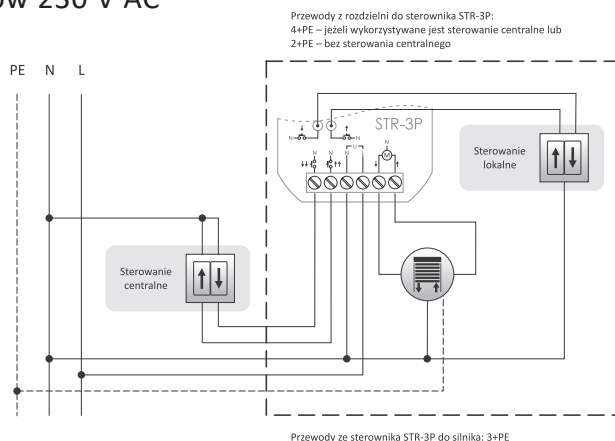 ów 230 V AC
Przewody z rozdzielni do sterownika STR-3P:
4+PE – jeżeli wykorzystywane jest sterowanie centralne lub
2+PE – bez sterowania centralnego
PE N L
STR-3P
N N
N N N U L N
M
Sterowanie
lokalne
Sterowanie
centralne
Przewody ze sterownika STR-3P do silnika: 3+PE